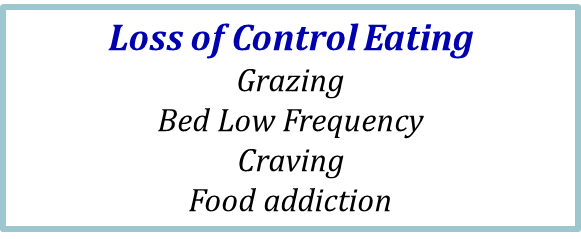 Loss of Control Eating
Grazing
Bed Low Frequency
Craving
Food addiction